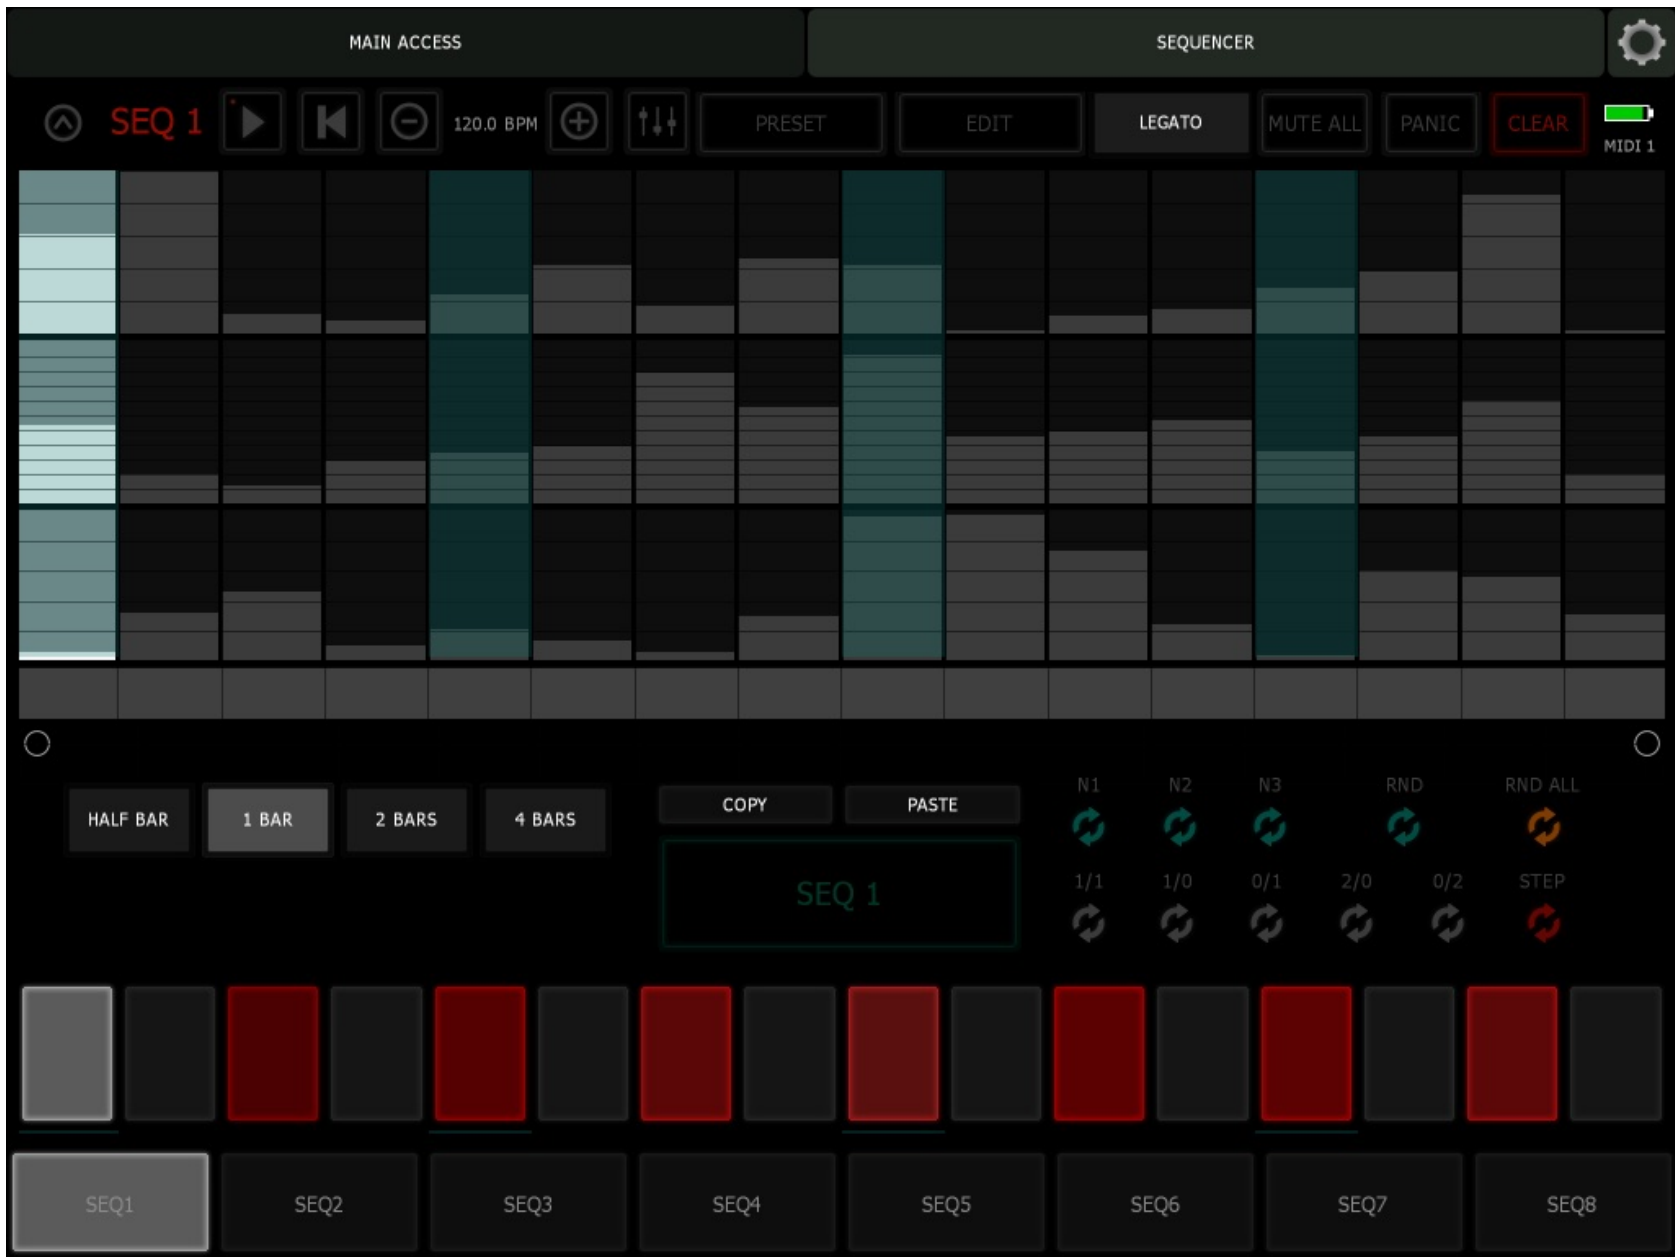 MAIN ACCESS
SEQUENCER
SEQ 1
120.0 BPM
PRESET
EDIT
LEGATO
MUTE ALL
PANIC
CLEAR
MIDI 1
HALF BAR
1 BAR
2 BARS
4 BARS
COPY
PASTE
SEQ 1
N1
N2
N3
RND
RND ALL
1/1
1/0
0/1
2/0
0/2
STEP
SEQ1
SEQ2
SEQ3
SEQ4
SEQ5
SEQ6
SEQ7
SEQ8